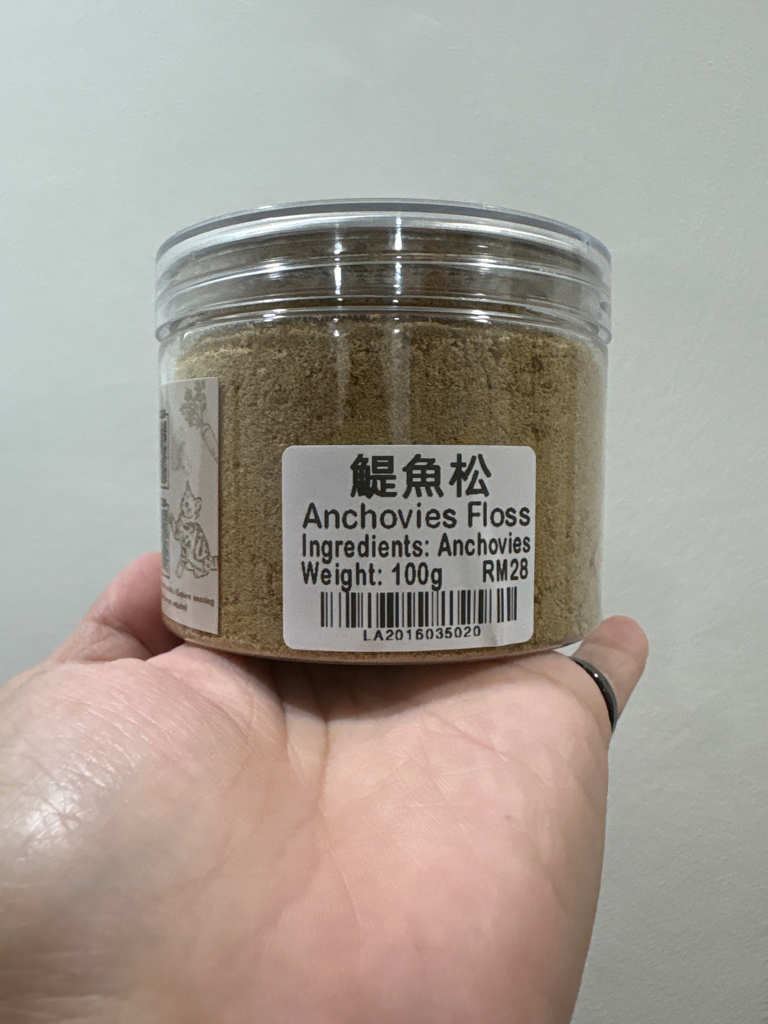 鯷魚松
Anchovies Floss
Ingredients: Anchovies
Weight: 100g RM28
LA2016035020